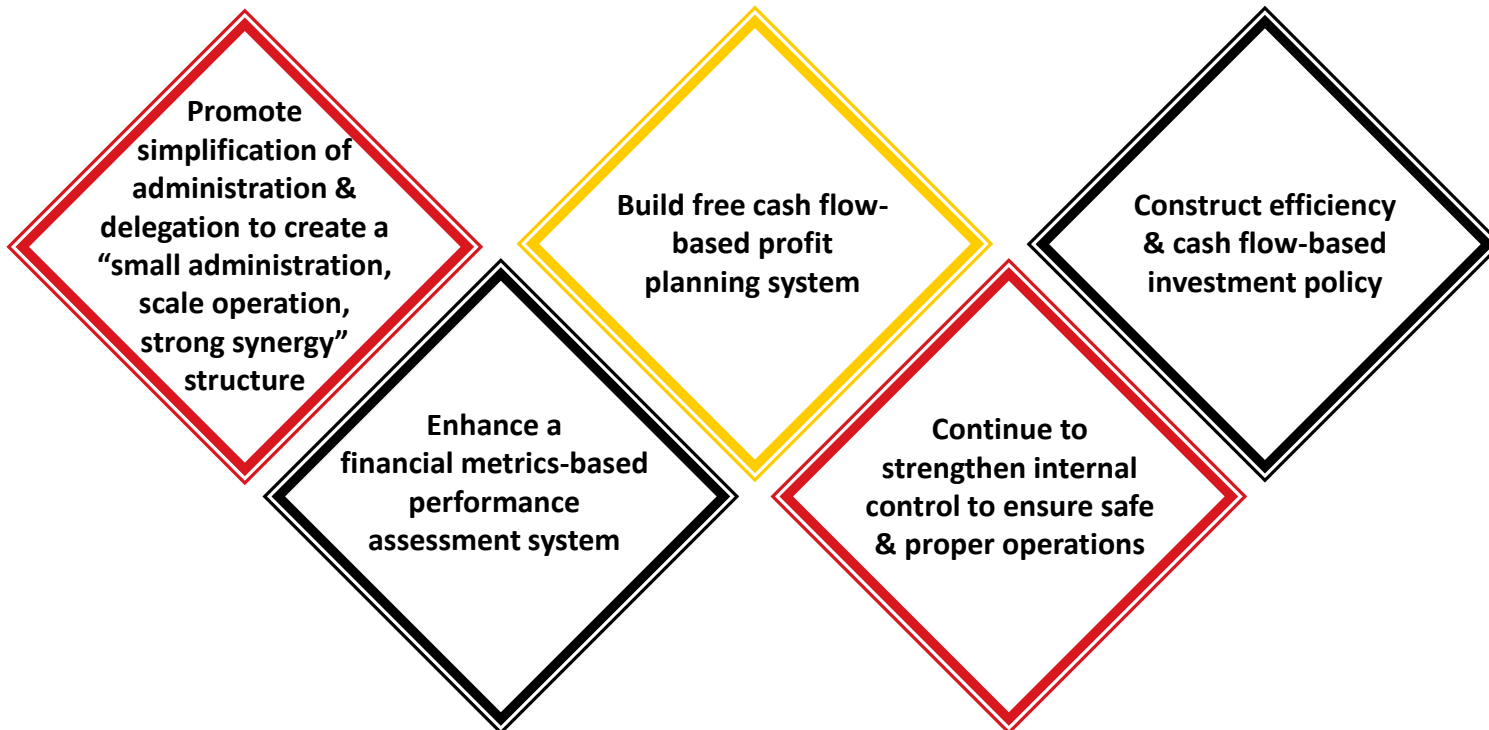 Promote
simplification of
administration &
delegation to create a
“small administration,
scale operation,
strong synergy”
structure
Enhance a
financial metrics-based
performance
assessment system
Build free cash flow-
based profit
planning system
Continue to
strengthen internal
control to ensure safe
& proper operations
Construct efficiency
& cash flow-based
investment policy